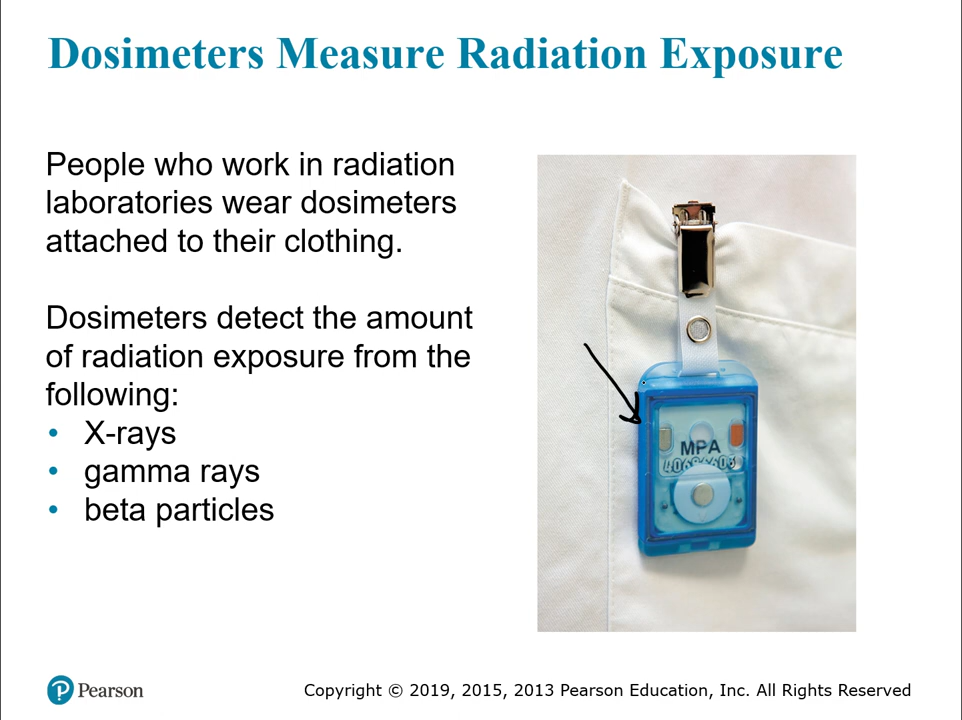 Dosimeters Measure Radiation Exposure
People who work in radiation
laboratories wear dosimeters
attached to their clothing.
Dosimeters detect the amount
of radiation exposure from the
following:
• X-rays
• gamma rays
• beta particles
MPA
Pearson
Copyright © 2019, 2015, 2013 Pearson Education, Inc. All Rights Reserved